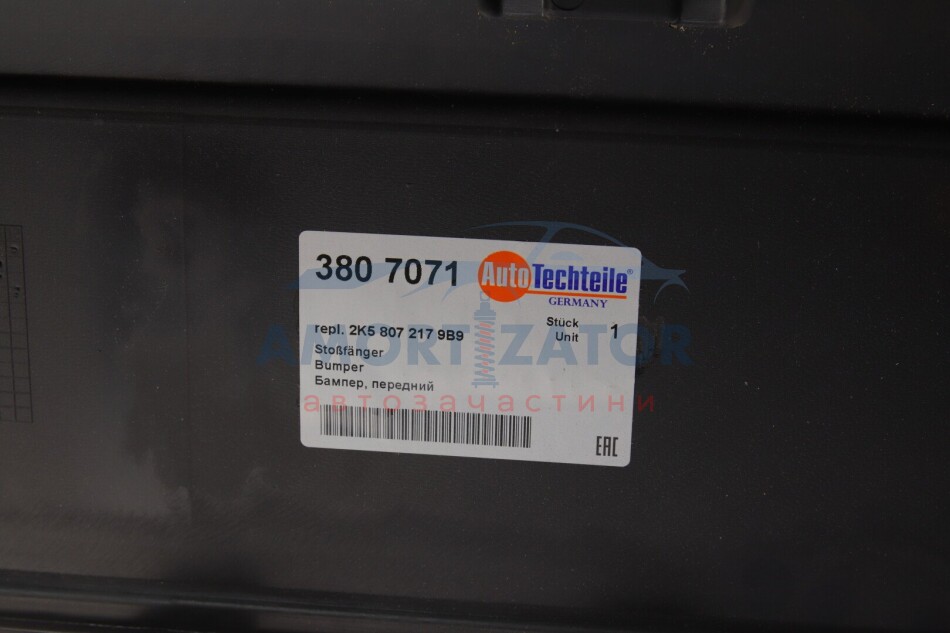 380 7071
AutoTechteile®
GERMANY
repl. 2K5 807 217 9B9
Stück
Unit
1
Stoßfänger
Bumper
Бампер, передний
AMORTIZATOR
автозапчастини
EAC